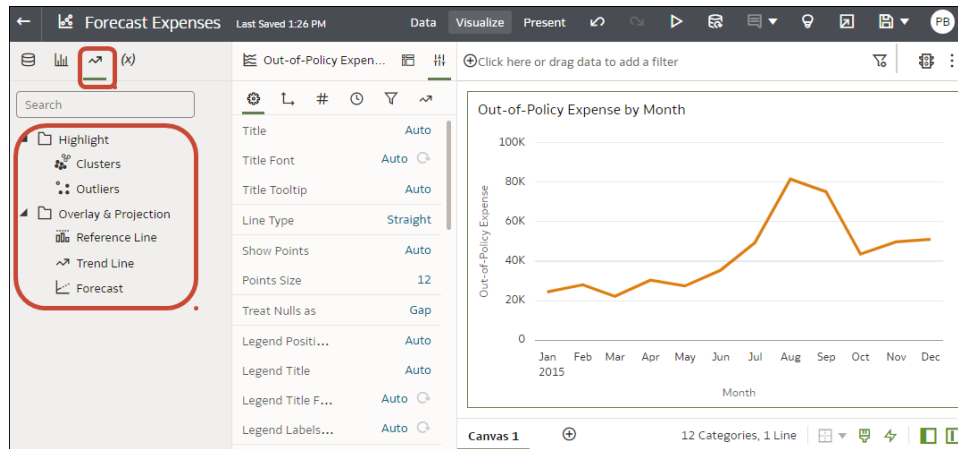 Forecast Expenses Last Saved 1:26 PM Data Visualize Present PB
(x)
Search
Highlight
Clusters
Outliers
Overlay & Projection
Reference Line
Trend Line
Forecast
Out-of-Policy Expen...
#
Title Auto
Title Font Auto
Title Tooltip Auto
Line Type Straight
Show Points Auto
Points Size 12
Treat Nulls as Gap
Legend Positi... Auto
Legend Title Auto
Legend Title F... Auto
Legend Labels... Auto
Click here or drag data to add a filter
Out-of-Policy Expense by Month
Out-of-Policy Expense
100K
80K
60K
40K
20K
0
Jan Feb Mar Apr May Jun Jul Aug Sep Oct Nov Dec
2015
Month
Canvas 1 12 Categories, 1 Line